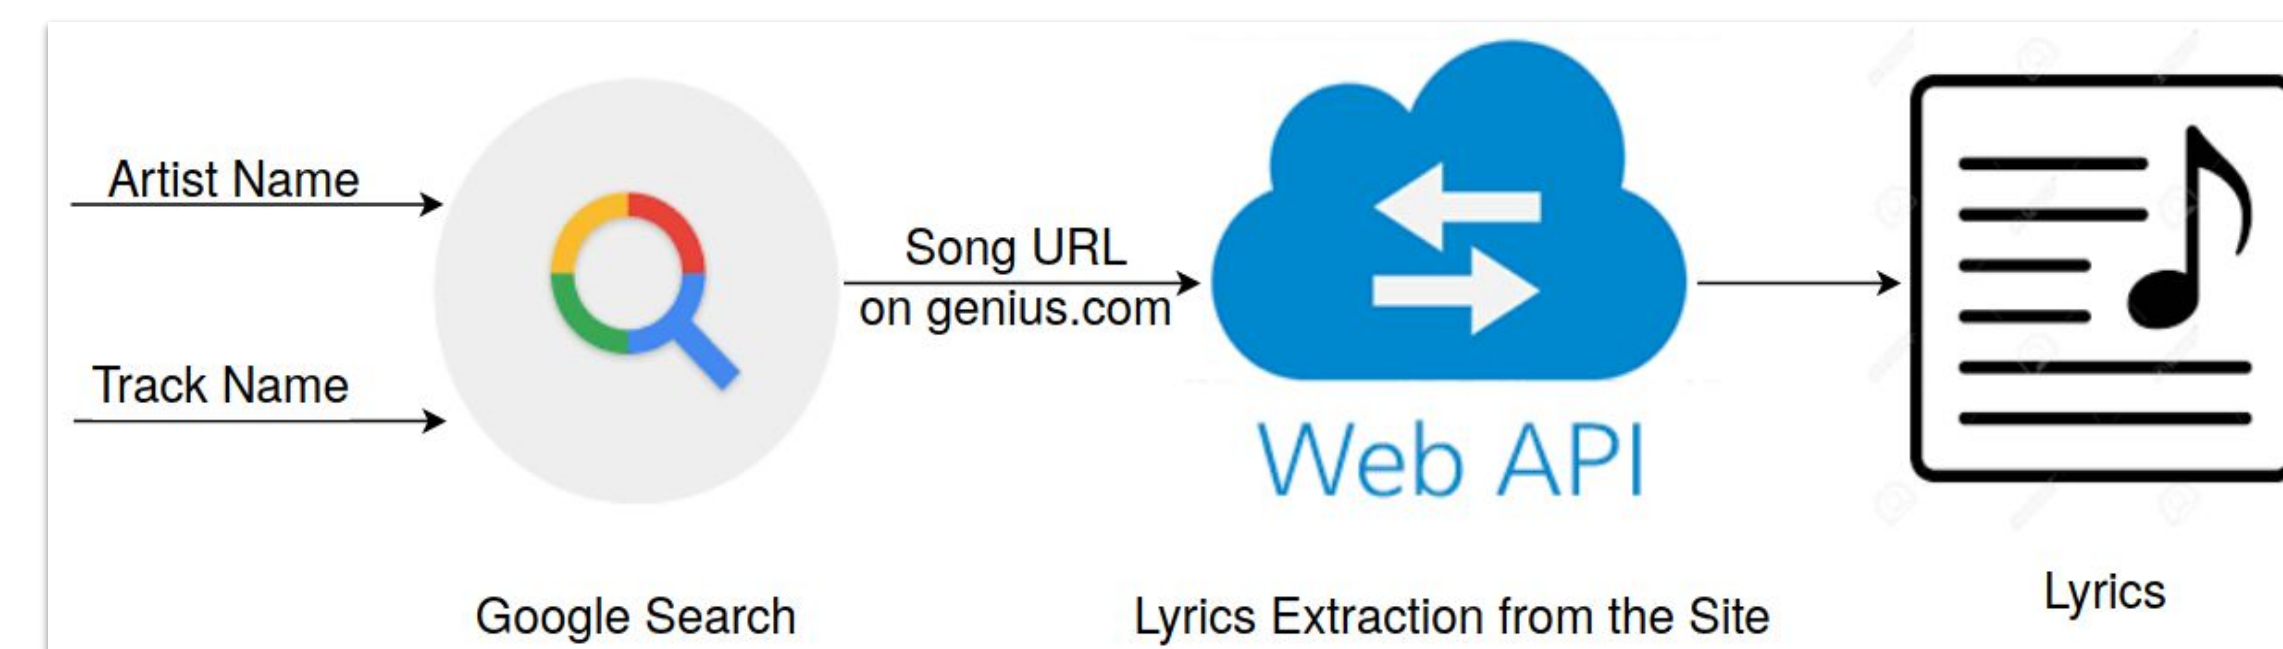 Artist Name
Track Name
Song URL
on genius.com
Web API
Google Search
Lyrics Extraction from the Site
Lyrics